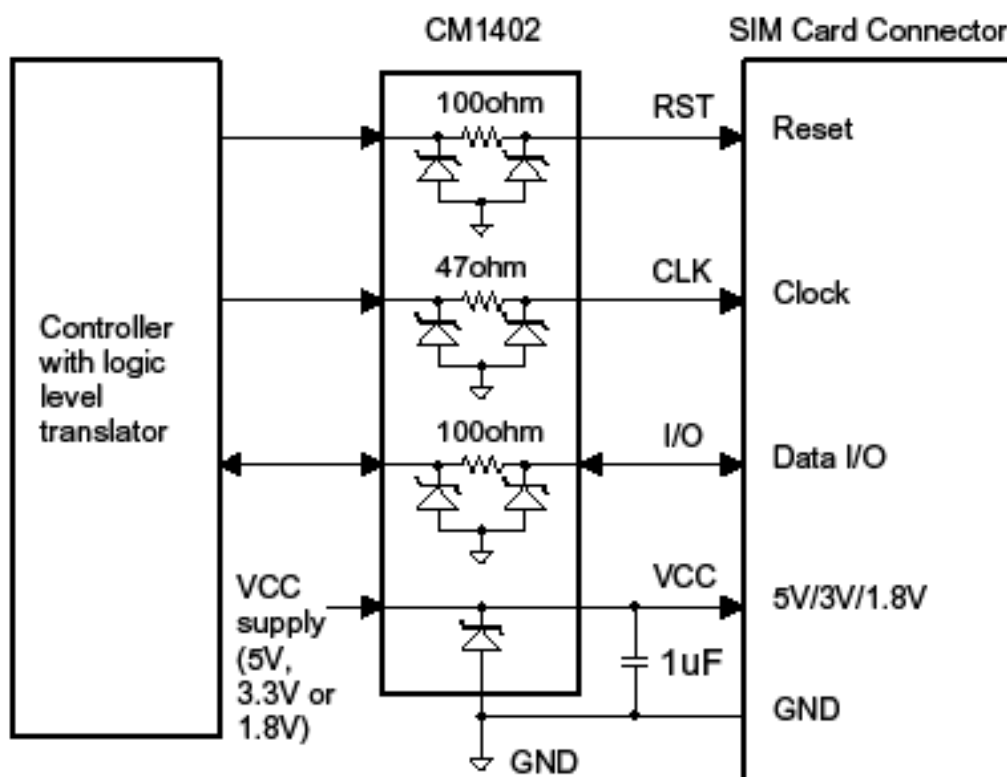 CM1402
SIM Card Connector
100ohm
RST
Reset
47ohm
CLK
Clock
Controller
with logic
level
translator
100ohm
I/O
Data I/O
VCC
supply
(5V,
3.3V or
1.8V)
VCC
5V/3V/1.8V
1uF
GND
GND